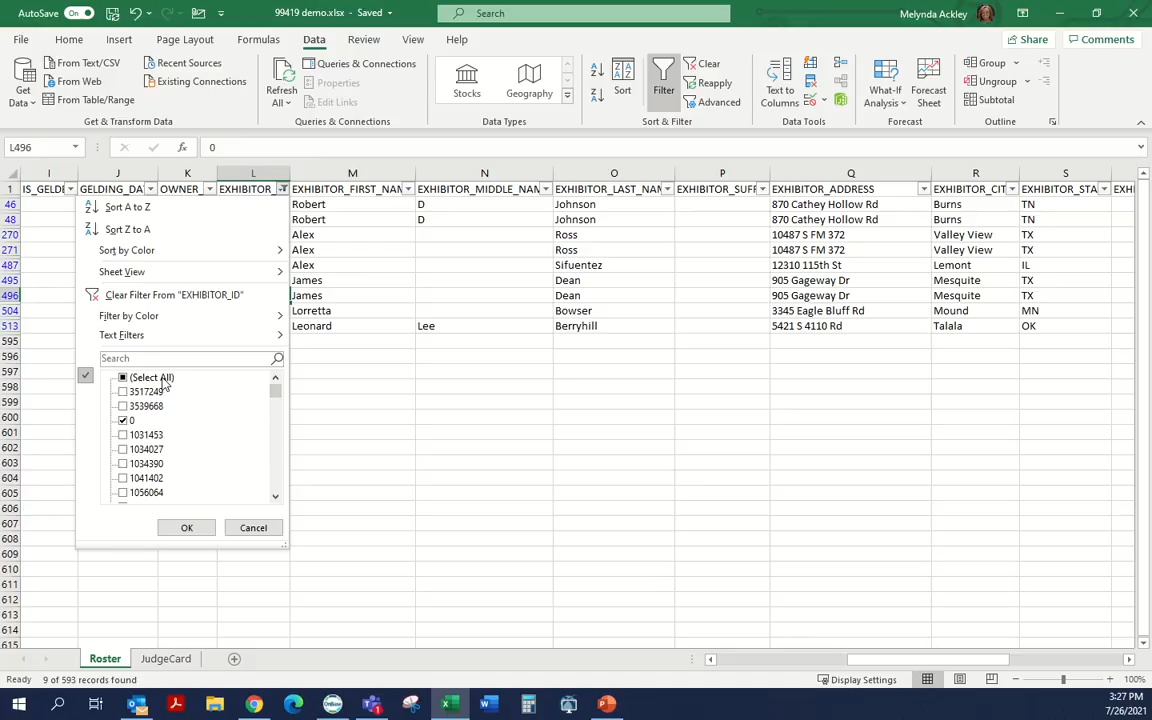 AutoSave On 99419 demo.xlsx - Saved Search Melynda Ackley
File Home Insert Page Layout Formulas Data Review View Help Share Comments
Get Data From Text/CSV From Web From Table/Range Recent Sources Existing Connections
Refresh All Queries & Connections Properties Edit Links
Stocks Geography
Sort Filter Clear Reapply Advanced
Text to Columns What-If Analysis Forecast Sheet
Group Ungroup Subtotal
Get & Transform Data Queries & Connections Data Types Sort & Filter Data Tools Forecast Outline
L496 fx 0
I J K L M N O P Q R S
1 IS_GELDE GELDING_DA OWNER_ EXHIBITOR_ EXHIBITOR_FIRST_NAM EXHIBITOR_MIDDLE_NAM EXHIBITOR_LAST_NA EXHIBITOR_SUFF EXHIBITOR_ADDRESS EXHIBITOR_CIT EXHIBITOR_STA EXHI
46 Robert D Johnson 870 Cathey Hollow Rd Burns TN
48 Robert D Johnson 870 Cathey Hollow Rd Burns TN
270 Alex Ross 10487 S FM 372 Valley View TX
271 Alex Ross 10487 S FM 372 Valley View TX
487 Alex Sifuentez 12310 115th St Lemont IL
495 James Dean 905 Gageway Dr Mesquite TX
496 James Dean 905 Gageway Dr Mesquite TX
504 Lorretta Bowser 3345 Eagle Bluff Rd Mound MN
513 Leonard Lee Berryhill 5421 S 4110 Rd Talala OK
595
596
597
598
599
600
601
602
603
604
605
606
607
608
609
610
611
612
613
614
615
Sort A to Z
Sort Z to A
Sort by Color
Sheet View
Clear Filter From "EXHIBITOR_ID"
Filter by Color
Text Filters
Search
(Select All)
3517249
3539668
0
1031453
1034027
1034390
1041402
1056064
OK Cancel
Roster JudgeCard
Ready 9 of 593 records found Display Settings 100%
3:27 PM
7/26/2021